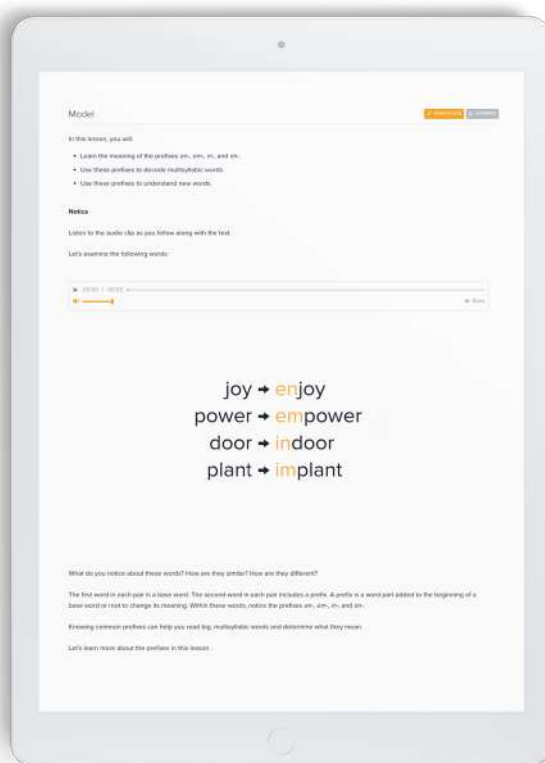 Model
In this lesson, you will:
• Learn the meaning of the prefixes en-, em-, in-, and im-.
• Use these prefixes to decode multisyllabic words.
• Use these prefixes to understand new words.
Notice
Listen to the audio clip as you follow along with the text.
Let's examine the following words:
joy → enjoy
power → empower
door → indoor
plant → implant
What do you notice about these words? How are they similar? How are they different?
The first word in each pair is a base word. The second word in each pair includes a prefix. A prefix is a word part added to the beginning of a
base word or root to change its meaning. Within these words, notice the prefixes en-, em-, in-, and im-.
Knowing common prefixes can help you read big, multisyllabic words and determine what they mean.
Let's learn more about the prefixes in this lesson.